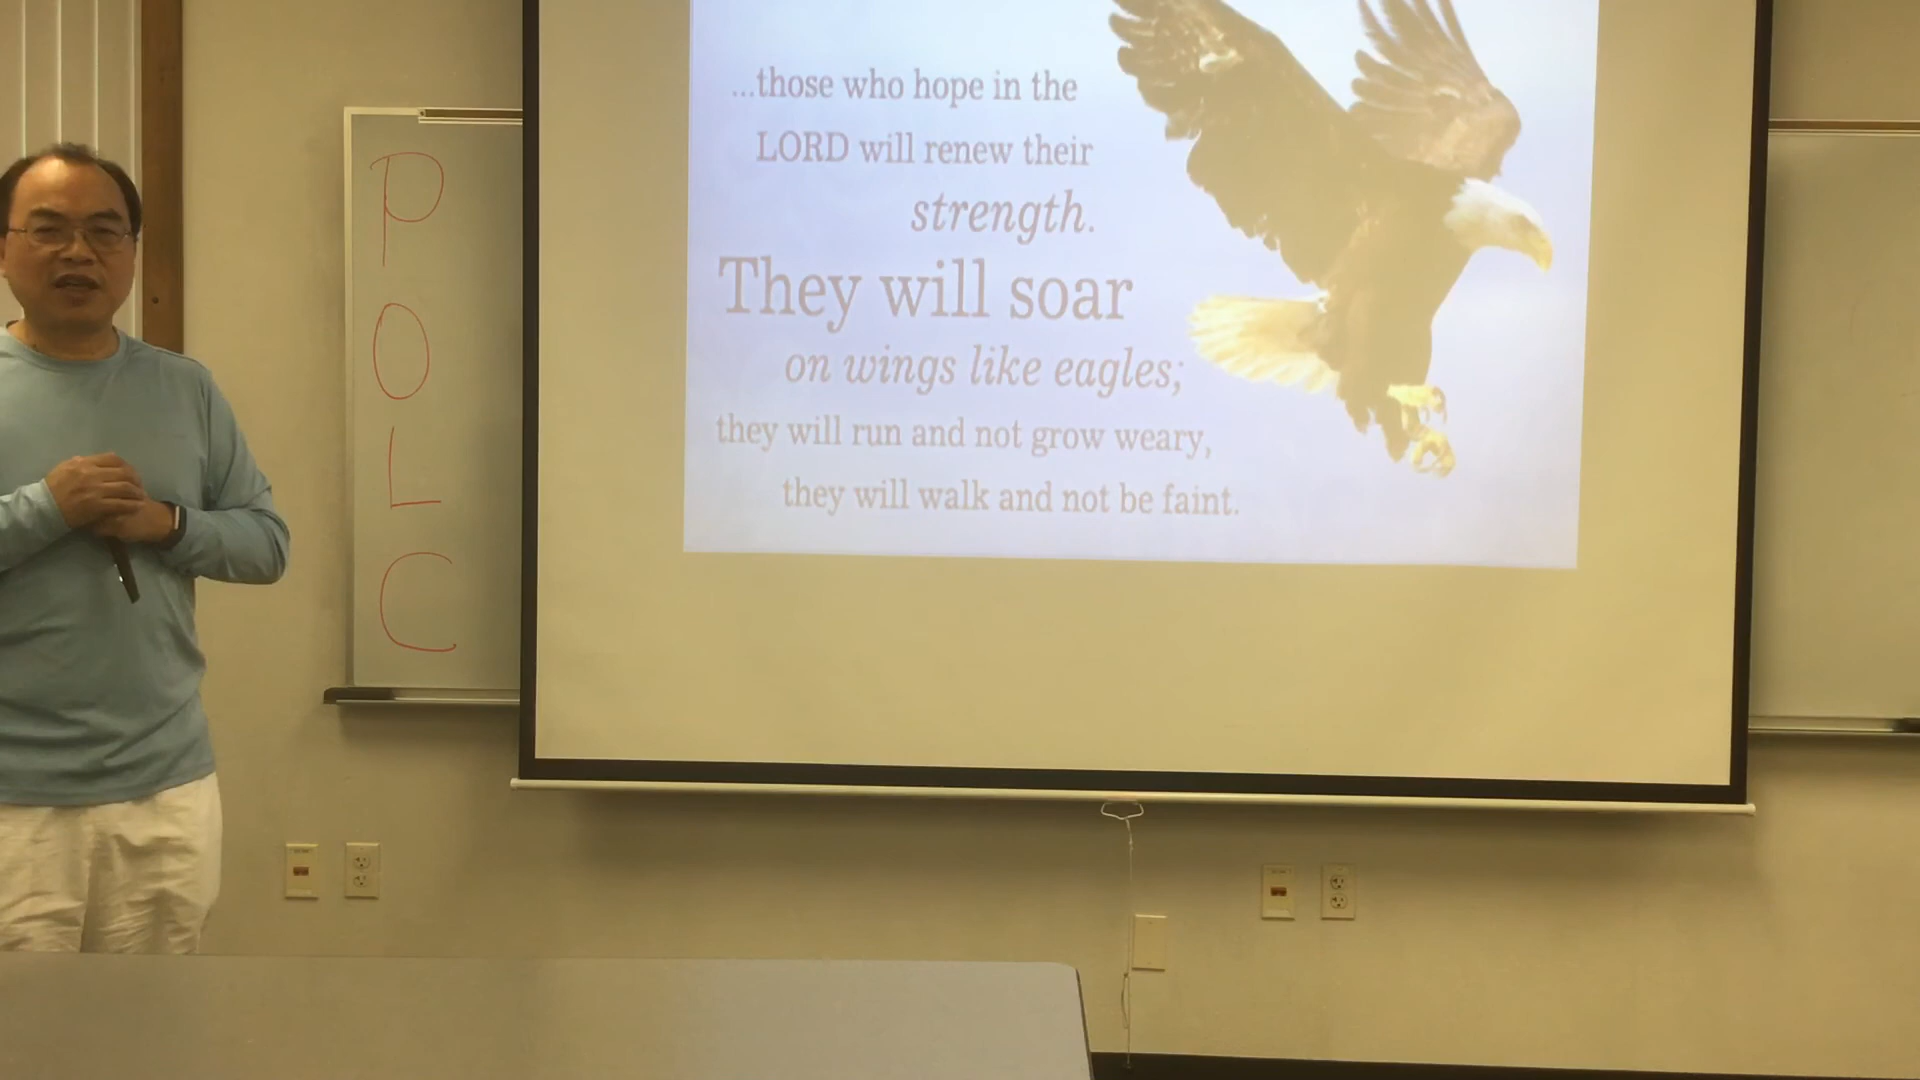 P
O
L
C
...those who hope in the
LORD will renew their
strength.
They will soar
on wings like eagles;
they will run and not grow weary,
they will walk and not be faint.